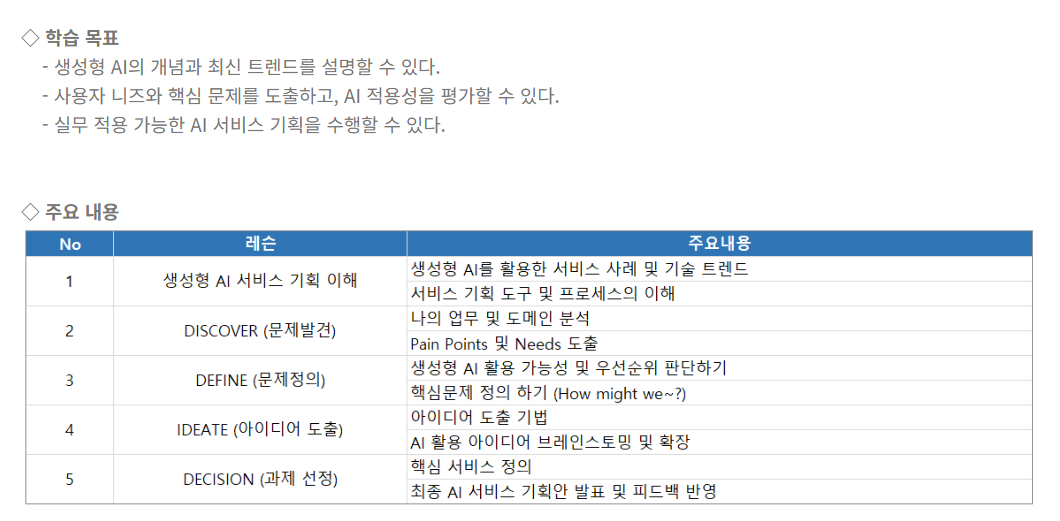 ◇ 학습 목표
- 생성형 AI의 개념과 최신 트렌드를 설명할 수 있다.
- 사용자 니즈와 핵심 문제를 도출하고, AI 적용성을 평가할 수 있다.
- 실무 적용 가능한 AI 서비스 기획을 수행할 수 있다.
◇ 주요 내용
No 레슨 주요내용
1 생성형 AI 서비스 기획 이해 생성형 AI를 활용한 서비스 사례 및 기술 트렌드
서비스 기획 도구 및 프로세스의 이해
2 DISCOVER (문제발견) 나의 업무 및 도메인 분석
Pain Points 및 Needs 도출
3 DEFINE (문제정의) 생성형 AI 활용 가능성 및 우선순위 판단하기
핵심문제 정의 하기 (How might we~?)
4 IDEATE (아이디어 도출) 아이디어 도출 기법
AI 활용 아이디어 브레인스토밍 및 확장
5 DECISION (과제 선정) 핵심 서비스 정의
최종 AI 서비스 기획안 발표 및 피드백 반영